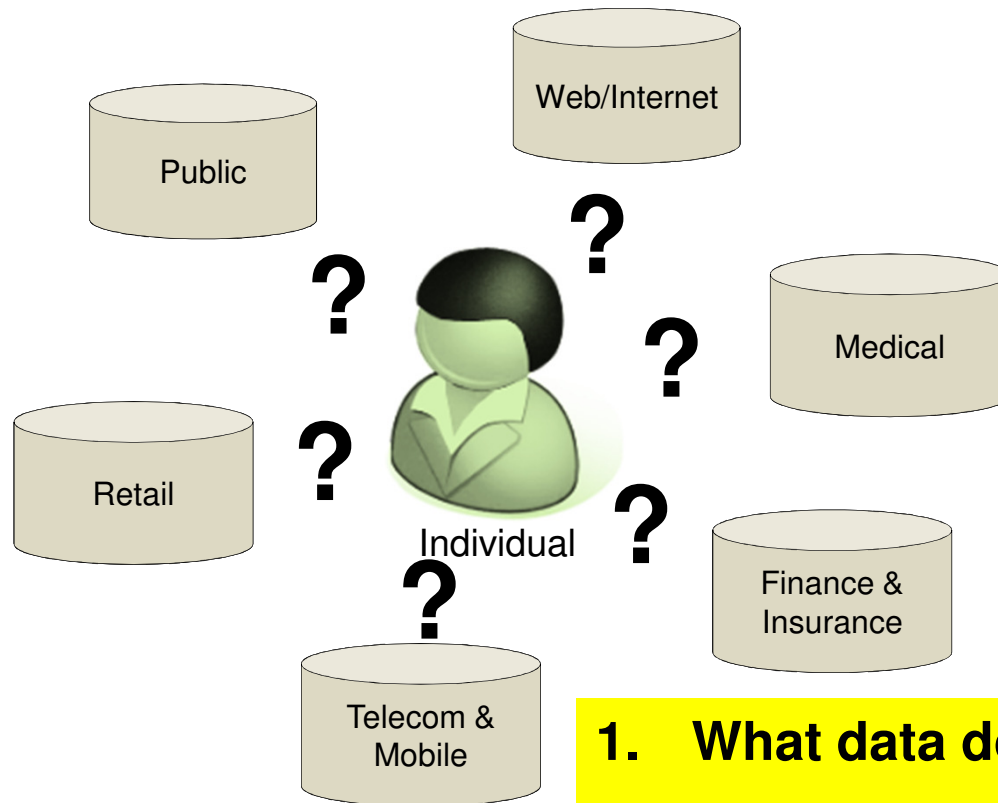 Web/Internet
Public
?
?
Medical
?
Retail
?
Individual
?
?
Finance &
Insurance
Telecom &
Mobile
1. What data